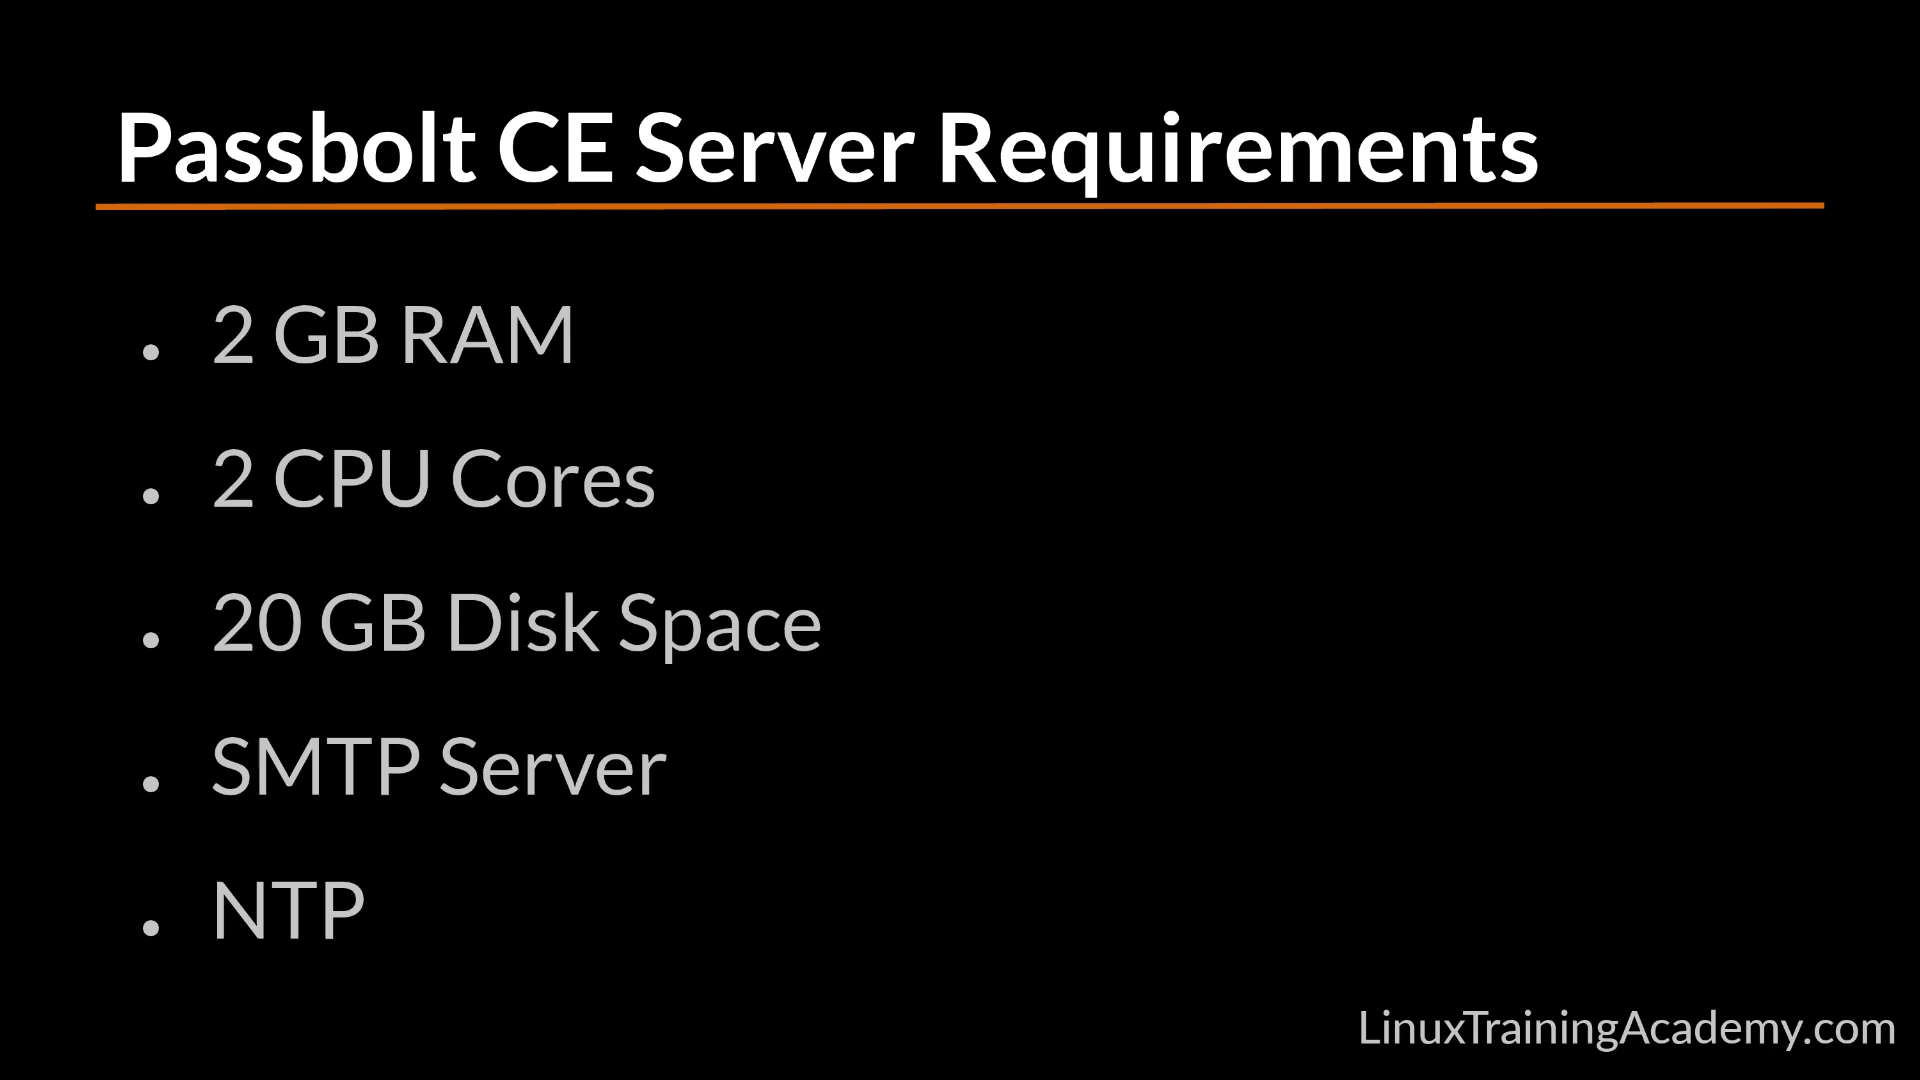 Passbolt CE Server Requirements
• 2 GB RAM
• 2 CPU Cores
• 20 GB Disk Space
• SMTP Server
• NTP
LinuxTrainingAcademy.com